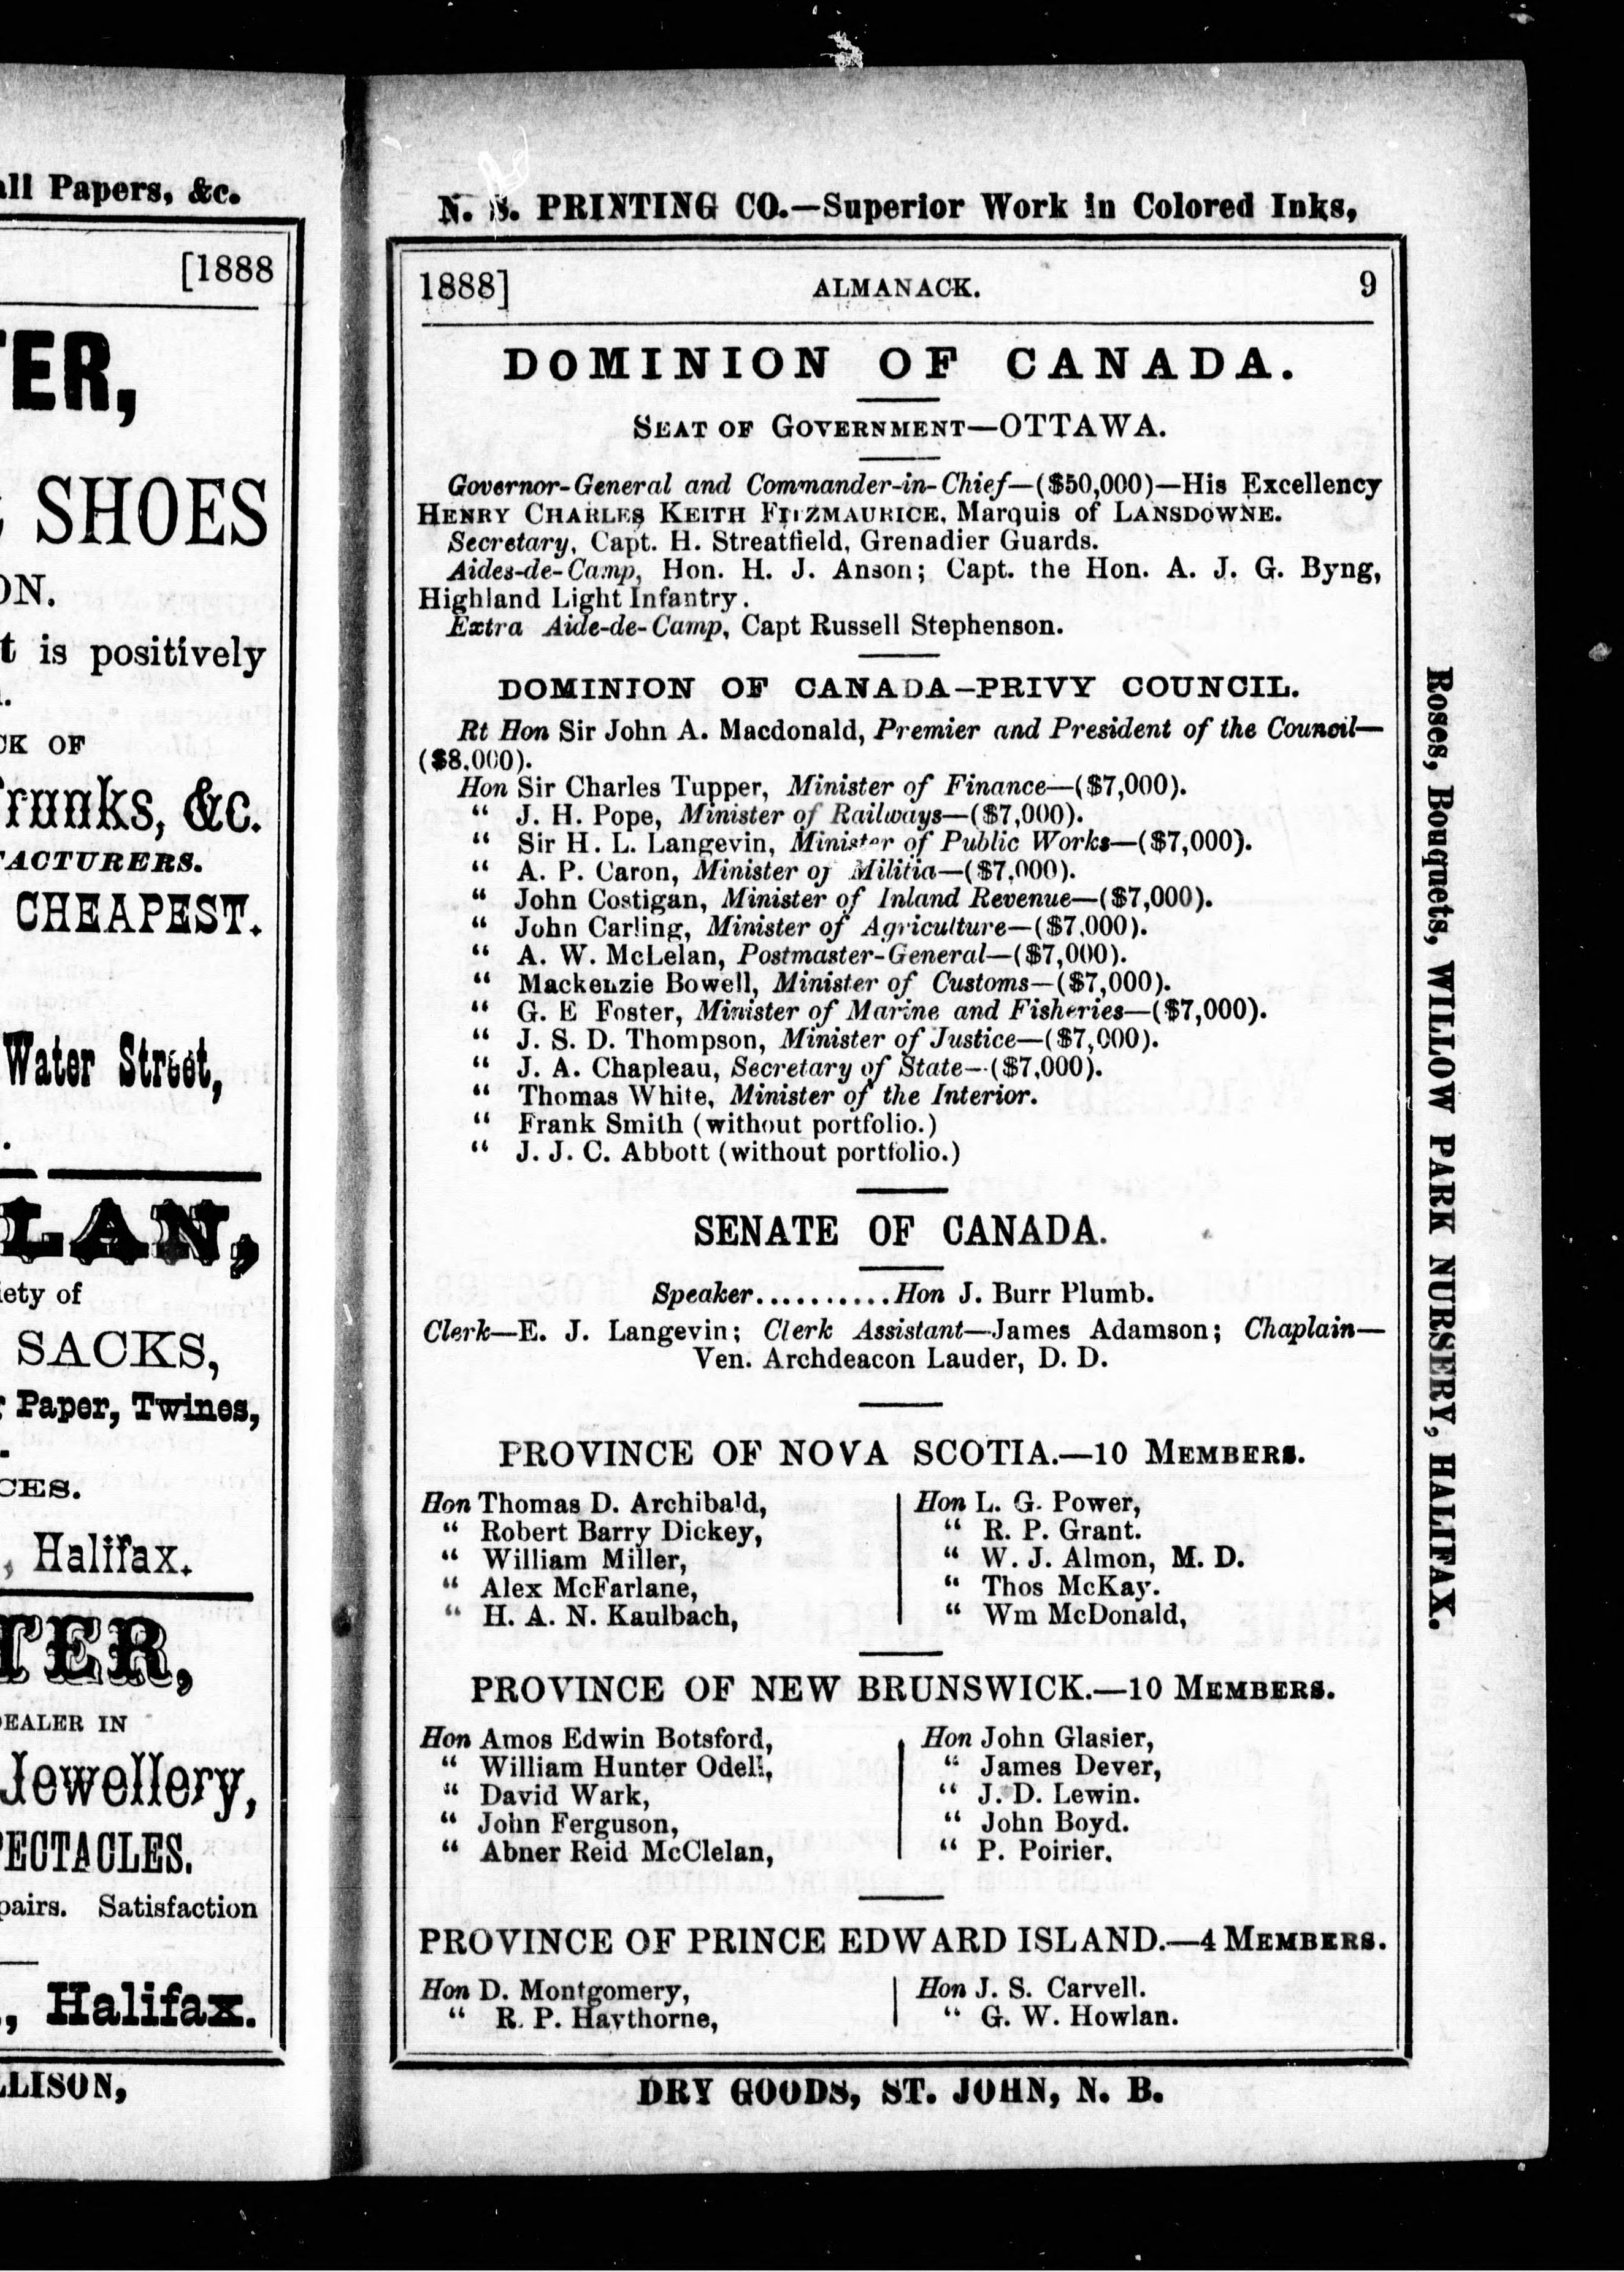 all Papers, &c.
[1888
TER,
SHOES
ON.
t is positively
CK OF
Trunks, &c.
FACTURERS.
CHEAPEST.
Water Street,
LAN,
iety of
SACKS,
r Paper, Twines,
CES.
, Halifax.
TER,
DEALER IN
Jewellery,
PECTACLES.
pairs. Satisfaction
., Halifax.
LLISON,
N. S. PRINTING CO.—Superior Work in Colored Inks,
1888] ALMANACK. 9
DOMINION OF CANADA.
SEAT OF GOVERNMENT—OTTAWA.
Governor-General and Commander-in-Chief—($50,000)—His Excellency
HENRY CHARLES KEITH FITZMAURICE, Marquis of LANSDOWNE.
Secretary, Capt. H. Streatfield, Grenadier Guards.
Aides-de-Camp, Hon. H. J. Anson; Capt. the Hon. A. J. G. Byng,
Highland Light Infantry.
Extra Aide-de-Camp, Capt Russell Stephenson.
DOMINION OF CANADA-PRIVY COUNCIL.
Rt Hon Sir John A. Macdonald, Premier and President of the Council—
($8.000).
Hon Sir Charles Tupper, Minister of Finance—($7,000).
" J. H. Pope, Minister of Railways—($7,000).
" Sir H. L. Langevin, Minister of Public Works—($7,000).
" A. P. Caron, Minister of Militia—($7,000).
" John Costigan, Minister of Inland Revenue—($7,000).
" John Carling, Minister of Agriculture—($7,000).
" A. W. McLelan, Postmaster-General—($7,000).
" Mackenzie Bowell, Minister of Customs—($7,000).
" G. E Foster, Minister of Marine and Fisheries—($7,000).
" J. S. D. Thompson, Minister of Justice—($7,000).
" J. A. Chapleau, Secretary of State—($7,000).
" Thomas White, Minister of the Interior.
" Frank Smith (without portfolio.)
" J. J. C. Abbott (without portfolio.)
SENATE OF CANADA.
Speaker..........Hon J. Burr Plumb.
Clerk—E. J. Langevin; Clerk Assistant—James Adamson; Chaplain—
Ven. Archdeacon Lauder, D. D.
PROVINCE OF NOVA SCOTIA.—10 MEMBERS.
Hon Thomas D. Archibald,
" Robert Barry Dickey,
" William Miller,
" Alex McFarlane,
" H. A. N. Kaulbach,
Hon L. G. Power,
" R. P. Grant.
" W. J. Almon, M. D.
" Thos McKay.
" Wm McDonald,
PROVINCE OF NEW BRUNSWICK.—10 MEMBERS.
Hon Amos Edwin Botsford,
" William Hunter Odell,
" David Wark,
" John Ferguson,
" Abner Reid McClelan,
Hon John Glasier,
" James Dever,
" J. D. Lewin.
" John Boyd.
" P. Poirier.
PROVINCE OF PRINCE EDWARD ISLAND.—4 MEMBERS.
Hon D. Montgomery,
" R. P. Haythorne,
Hon J. S. Carvell.
" G. W. Howlan.
DRY GOODS, ST. JOHN, N. B.
Roses, Bouquets, WILLOW PARK NURSERY, HALIFAX.